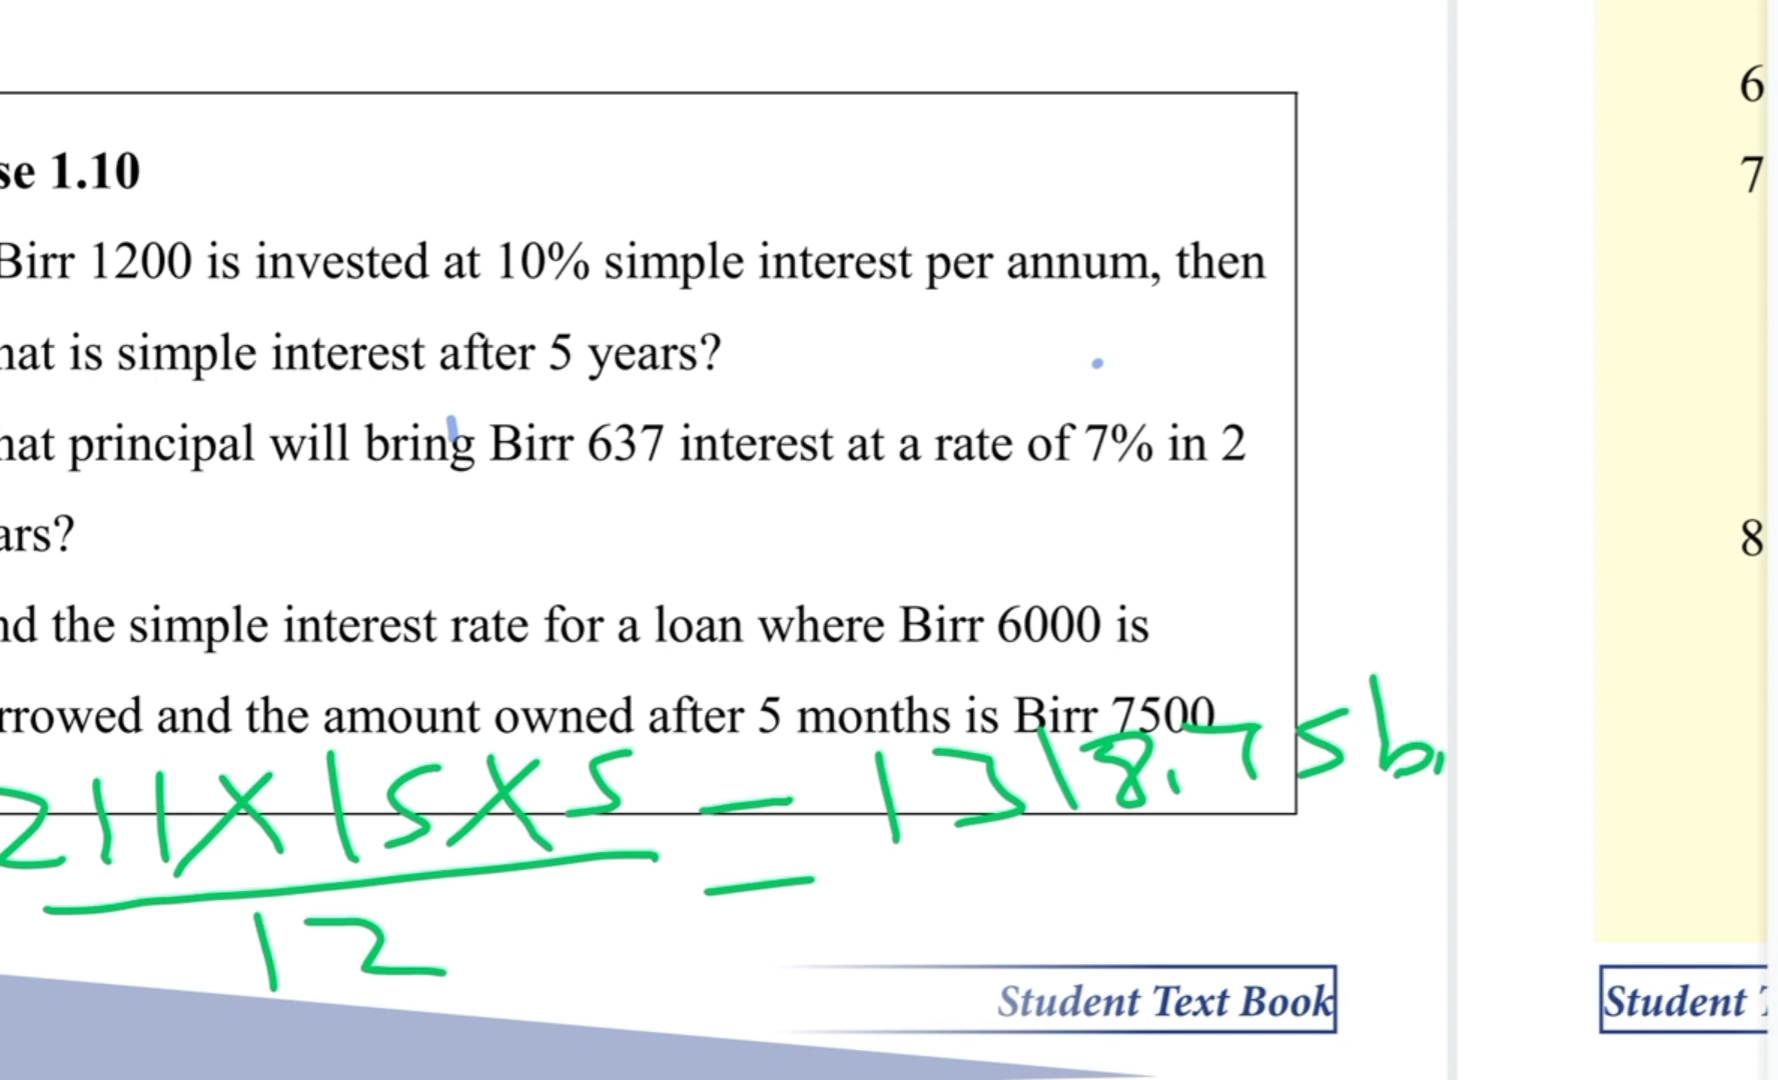 se 1.10
Birr 1200 is invested at 10% simple interest per annum, then
hat is simple interest after 5 years?
hat principal will bring Birr 637 interest at a rate of 7% in 2
ars?
nd the simple interest rate for a loan where Birr 6000 is
rrowed and the amount owned after 5 months is Birr 7500
211×15×5 = 1318.75b.
12
Student Text Book
6
7
8
Student